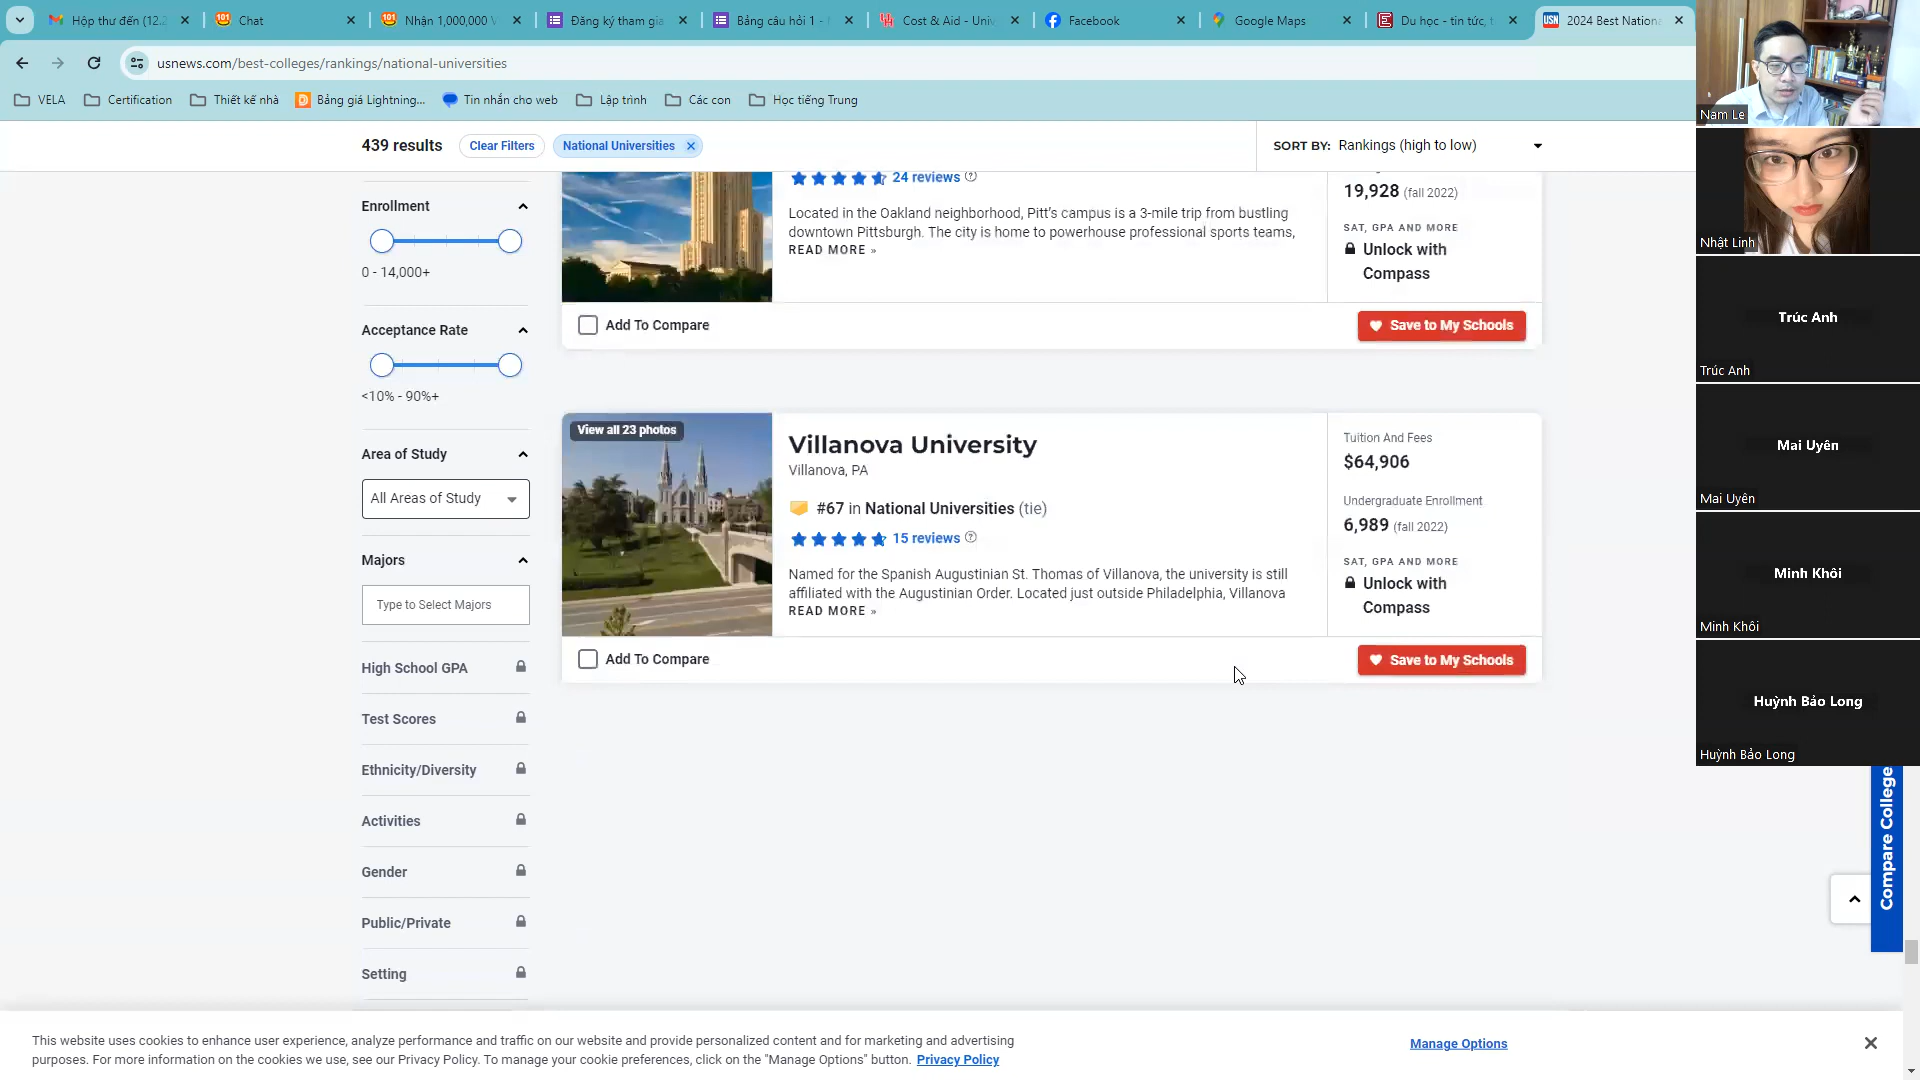 Hộp thư đến (12.
Chat
Nhận 1,000,000
Đăng ký tham gia
Bảng câu hỏi 1 -
Cost & Aid - Univ
Facebook
Google Maps
Du học - tin tức, t
USN
2024 Best Nation
usnews.com/best-colleges/rankings/national-universities
VELA
Certification
Thiết kế nhà
Bảng giá Lightning...
Tin nhắn cho web
Lập trình
Các con
Học tiếng Trung
439 results
Clear Filters
National Universities
SORT BY: Rankings (high to low)
Enrollment
0 - 14,000+
Acceptance Rate
<10% - 90%+
Area of Study
All Areas of Study
Majors
Type to Select Majors
High School GPA
Test Scores
Ethnicity/Diversity
Activities
Gender
Public/Private
Setting
24 reviews
Located in the Oakland neighborhood, Pitt's campus is a 3-mile trip from bustling
downtown Pittsburgh. The city is home to powerhouse professional sports teams,
READ MORE »
19,928 (fall 2022)
SAT, GPA AND MORE
Unlock with
Compass
Add To Compare
Save to My Schools
View all 23 photos
Villanova University
Villanova, PA
#67 in National Universities (tie)
15 reviews
Named for the Spanish Augustinian St. Thomas of Villanova, the university is still
affiliated with the Augustinian Order. Located just outside Philadelphia, Villanova
READ MORE »
Tuition And Fees
$64,906
Undergraduate Enrollment
6,989 (fall 2022)
SAT, GPA AND MORE
Unlock with
Compass
Add To Compare
Save to My Schools
Nam Le
Nhật Linh
Trúc Anh
Trúc Anh
Mai Uyên
Mai Uyên
Minh Khôi
Minh Khôi
Huỳnh Bảo Long
Huỳnh Bảo Long
Compare College
This website uses cookies to enhance user experience, analyze performance and traffic on our website and provide personalized content and for marketing and advertising
purposes. For more information on the cookies we use, see our Privacy Policy. To manage your cookie preferences, click on the "Manage Options" button. Privacy Policy
Manage Options